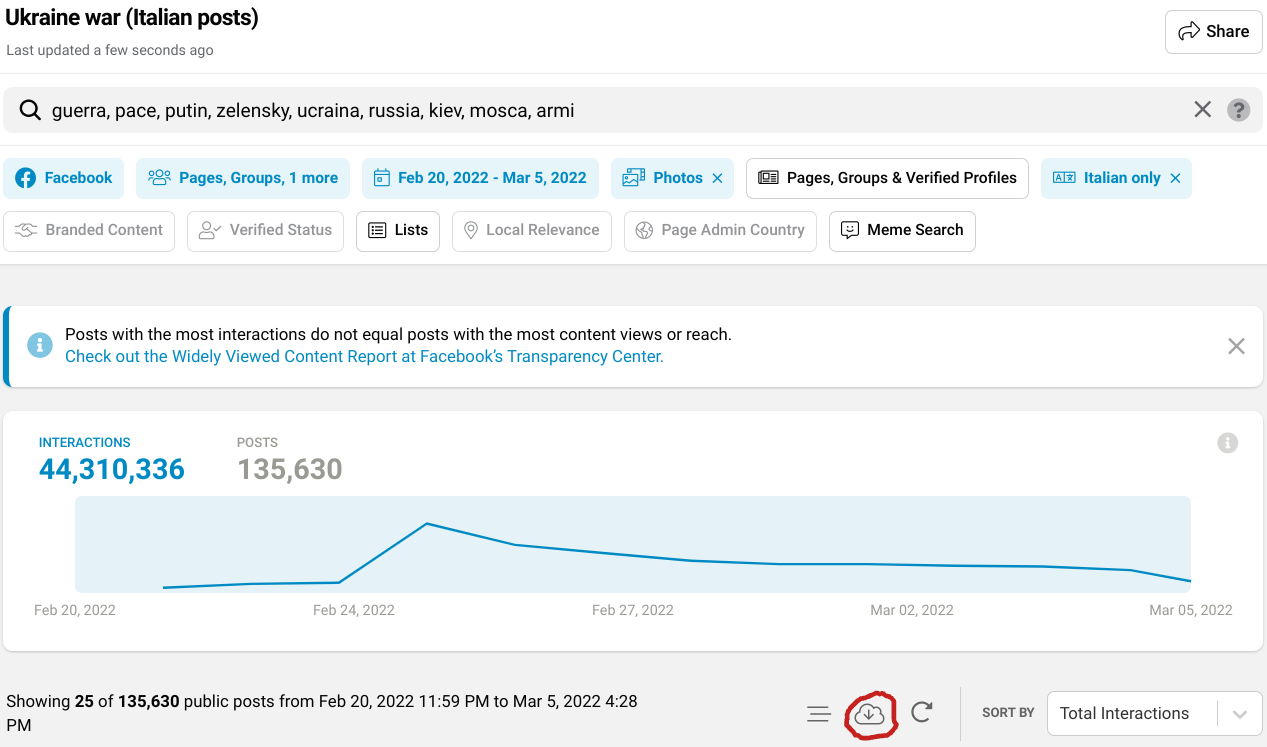 Ukraine war (Italian posts)
Last updated a few seconds ago
Share
guerra, pace, putin, zelensky, ucraina, russia, kiev, mosca, armi
?
Facebook
Pages, Groups, 1 more
Feb 20, 2022 - Mar 5, 2022
Photos
Pages, Groups & Verified Profiles
Italian only
Branded Content
Verified Status
Lists
Local Relevance
Page Admin Country
Meme Search
Posts with the most interactions do not equal posts with the most content views or reach.
Check out the Widely Viewed Content Report at Facebook’s Transparency Center.
INTERACTIONS
POSTS
44,310,336
135,630
Feb 20, 2022
Feb 24, 2022
Feb 27, 2022
Mar 02, 2022
Mar 05, 2022
Showing 25 of 135,630 public posts from Feb 20, 2022 11:59 PM to Mar 5, 2022 4:28
PM
SORT BY
Total Interactions